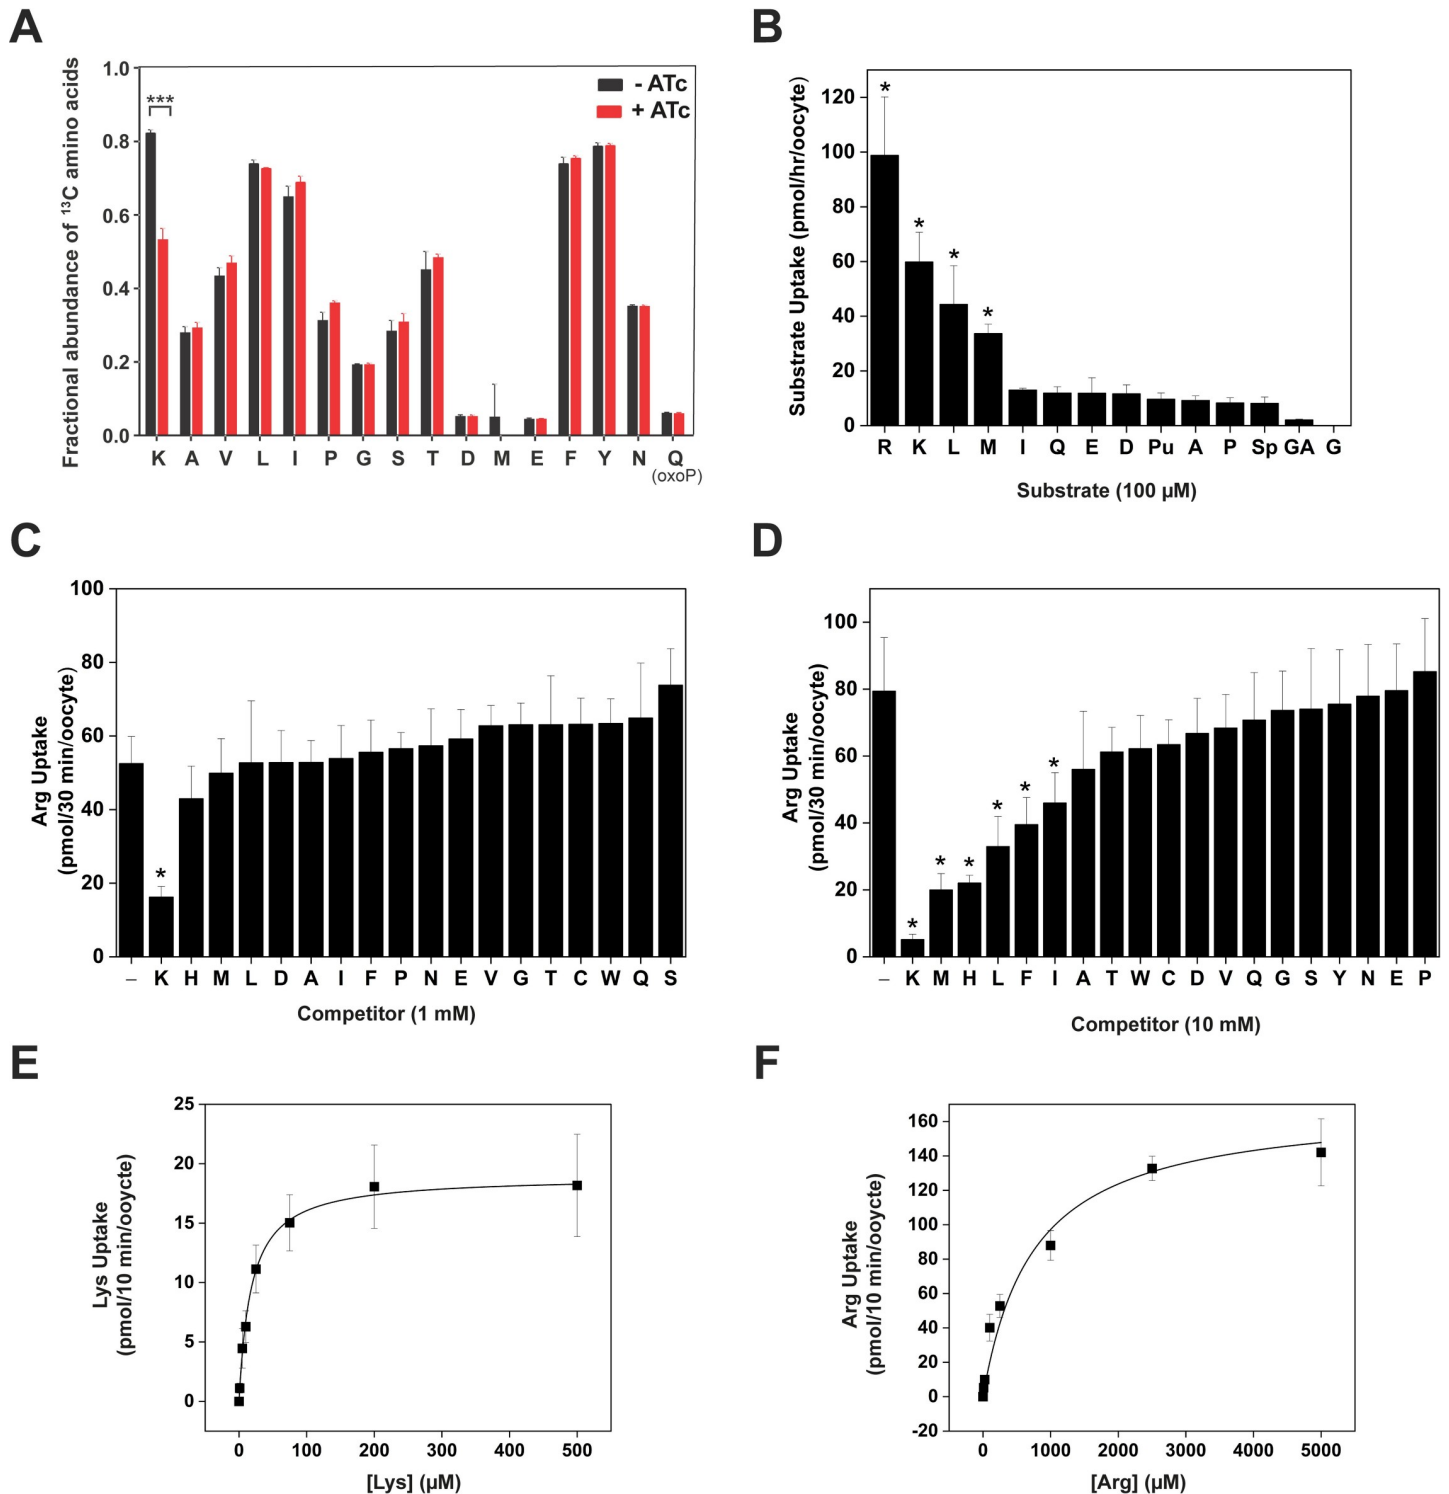 A
Fractional abundance of ¹³C amino acids
1.0
0.8
0.6
0.4
0.2
0.0
***
- ATc
+ ATc
K A V L I P G S T D M E F Y N Q
(oxoP)
B
Substrate Uptake (pmol/hr/oocyte)
120
100
80
60
40
20
0
* * * *
R K L M I Q E D Pu A P Sp GA G
Substrate (100 µM)
C
Arg Uptake
(pmol/30 min/oocyte)
100
80
60
40
20
0
*
– K H M L D A I F P N E V G T C W Q S
Competitor (1 mM)
D
Arg Uptake
(pmol/30 min/oocyte)
100
80
60
40
20
0
* * * * * *
– K M H L F I A T W C D V Q G S Y N E P
Competitor (10 mM)
E
Lys Uptake
(pmol/10 min/ooycte)
25
20
15
10
5
0
0 100 200 300 400 500
[Lys] (µM)
F
Arg Uptake
(pmol/10 min/ooycte)
160
140
120
100
80
60
40
20
0
-20
0 1000 2000 3000 4000 5000
[Arg] (µM)